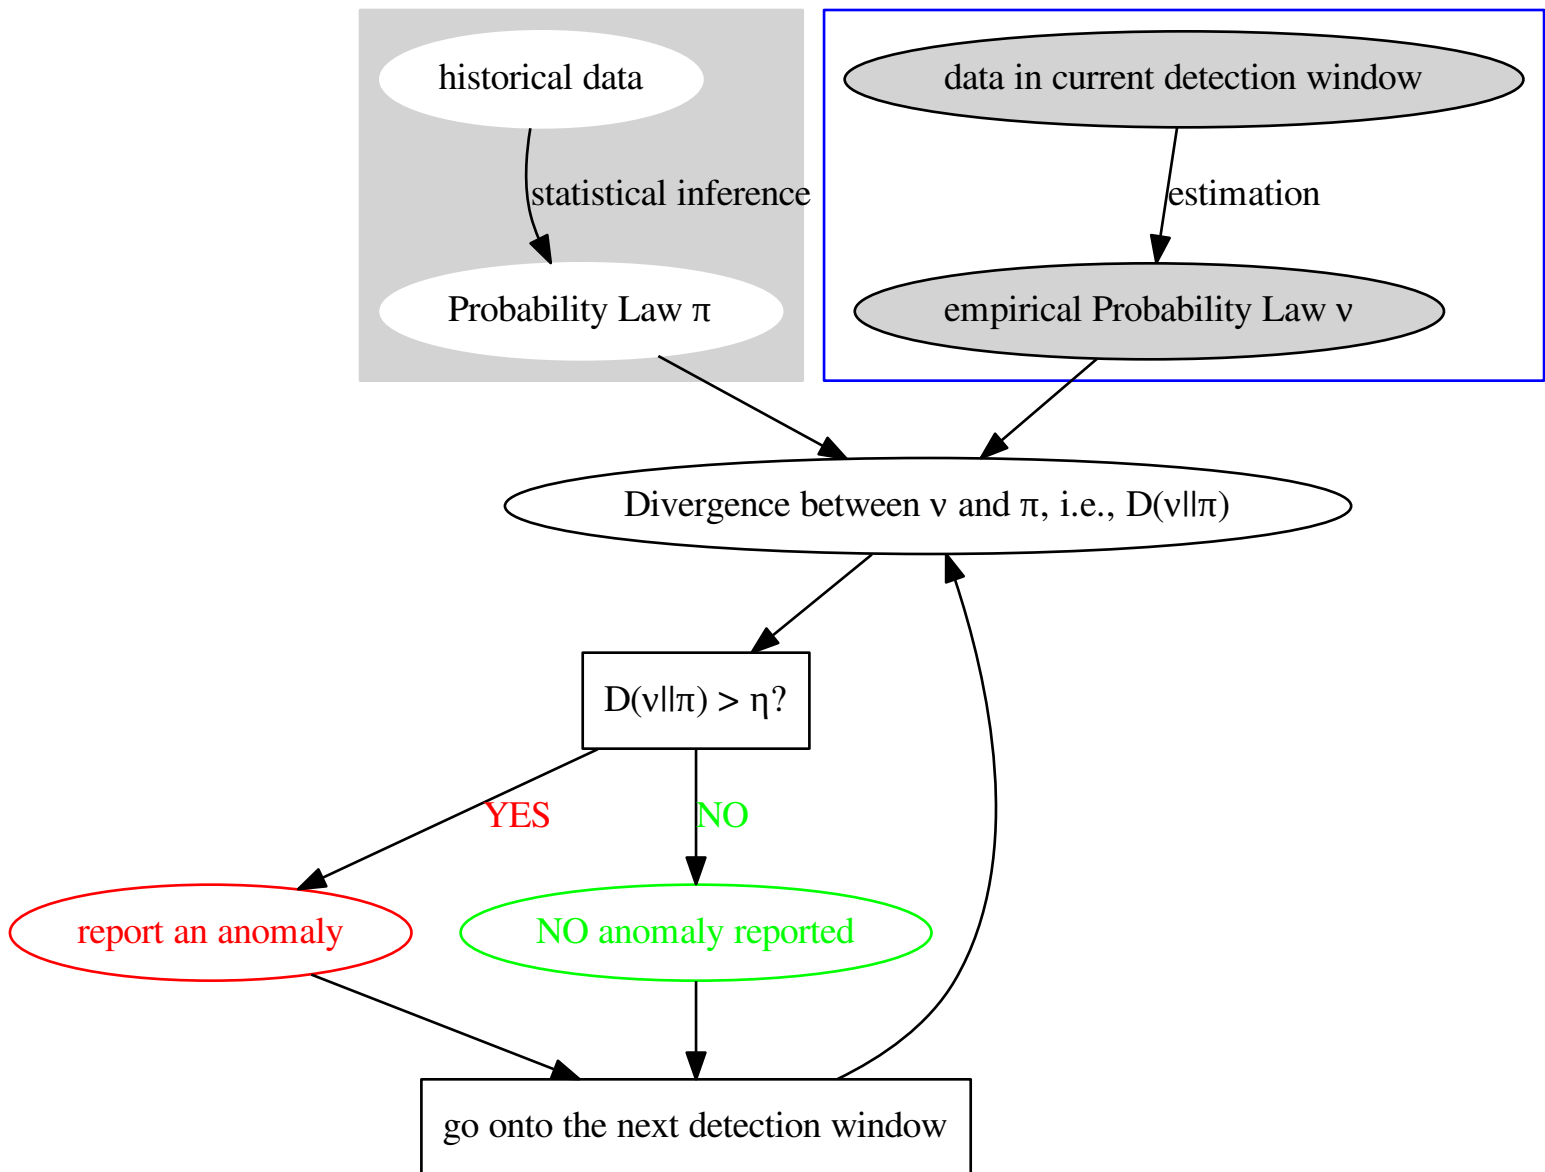 historical data
data in current detection window
statistical inference
estimation
Probability Law π
empirical Probability Law ν
Divergence between ν and π, i.e., D(ν||π)
D(ν||π) > η?
YES
NO
report an anomaly
NO anomaly reported
go onto the next detection window